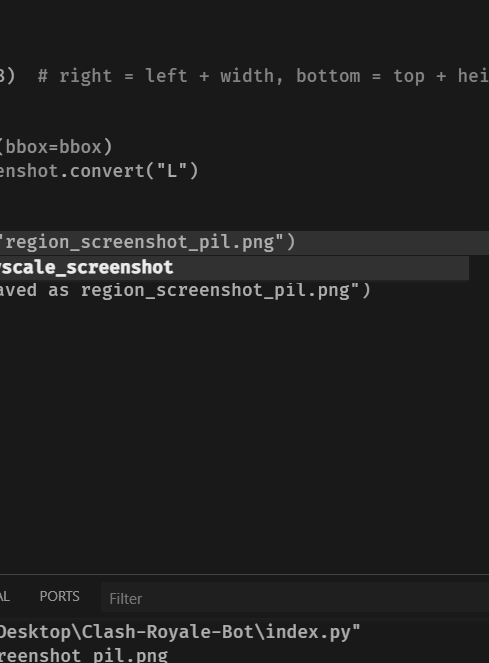 3)  # right = left + width, bottom = top + hei
(bbox=bbox)
enshot.convert("L")
"region_screenshot_pil.png")
yscale_screenshot
aved as region_screenshot_pil.png")
AL PORTS Filter
Desktop\Clash-Royale-Bot\index.py"
reenshot_pil.png